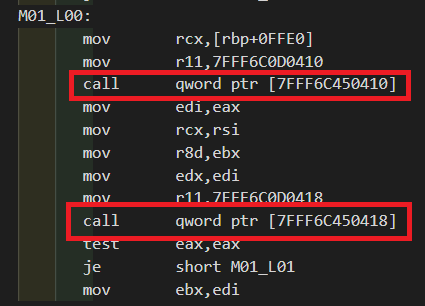 M01_L00:
mov rcx,[rbp+0FFE0]
mov r11,7FFF6C0D0410
call qword ptr [7FFF6C450410]
mov edi,eax
mov rcx,rsi
mov r8d,ebx
mov edx,edi
mov r11,7FFF6C0D0418
call qword ptr [7FFF6C450418]
test eax,eax
je short M01_L01
mov ebx,edi